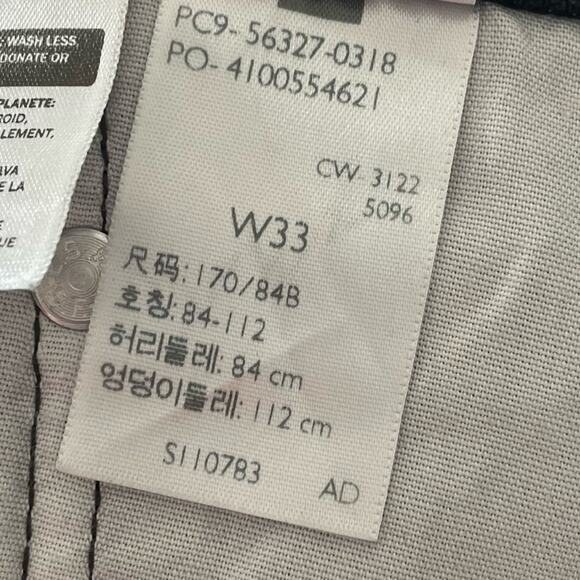 : WASH LESS,
DONATE OR
PLANETE:
ROID,
LEMENT,
AVA
E LA
E
UE
PC9- 56327-0318
PO- 4100554621
CW 3122
5096
W33
尺码: 170/84B
호칭: 84-112
허리둘레: 84 cm
엉덩이둘레: 112 cm
S110783 AD